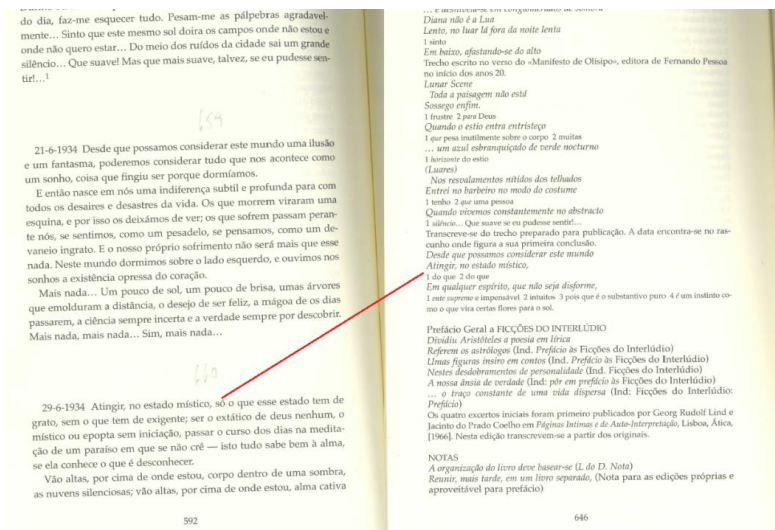 do dia, faz-me esquecer tudo. Pesam-me as pálpebras agradavel-
mente... Sinto que este mesmo sol doira os campos onde não estou e
onde não quero estar... Do meio dos ruídos da cidade sai um grande
silêncio... Que suave! Mas que mais suave, talvez, se eu pudesse sen-
tir!...¹
659
21-6-1934 Desde que possamos considerar este mundo uma ilusão
e um fantasma, poderemos considerar tudo que nos acontece como
um sonho, coisa que fingiu ser porque dormíamos.
E então nasce em nós uma indiferença subtil e profunda para com
todos os desaires e desastres da vida. Os que morrem viraram uma
esquina, e por isso os deixámos de ver; os que sofrem passam peran-
te nós, se sentimos, como um pesadelo, se pensamos, como um de-
vaneio ingrato. E o nosso próprio sofrimento não será mais que esse
nada. Neste mundo dormimos sobre o lado esquerdo, e ouvimos nos
sonhos a existência opressa do coração.
Mais nada... Um pouco de sol, um pouco de brisa, umas árvores
que emolduram a distância, o desejo de ser feliz, a mágoa de os dias
passarem, a ciência sempre incerta e a verdade sempre por descobrir.
Mais nada, mais nada... Sim, mais nada...
660
29-6-1934 Atingir, no estado místico, só o que esse estado tem de
grato, sem o que tem de exigente; ser o extático de deus nenhum, o
místico ou epopta sem iniciação, passar o curso dos dias na medita-
ção de um paraíso em que se não crê — isto tudo sabe bem à alma,
se ela conhece o que é desconhecer.
Vão altas, por cima de onde estou, corpo dentro de uma sombra,
as nuvens silenciosas; vão altas, por cima de onde estou, alma cativa
592
Diana não é a Lua
Lento, no luar lá fora da noite lenta
1 sinto
Em baixo, afastando-se do alto
Trecho escrito no verso do «Manifesto de Olisipo», editora de Fernando Pessoa
no início dos anos 20.
Lunar Scene
Toda a paisagem não está
Sossego enfim.
1 frustre 2 para Deus
Quando o estio entra entristeço
1 que pesa inutilmente sobre o corpo 2 muitas
... um azul esbranquiçado de verde nocturno
1 horizonte do estio
(Luares)
Nos resvalamentos nítidos dos telhados
Entrei no barbeiro no modo do costume
1 tenho 2 que uma pessoa
Quando vivemos constantemente no abstracto
1 silêncio... Que suave se eu pudesse sentir!...
Transcreve-se do trecho preparado para publicação. A data encontra-se no ras-
cunho onde figura a sua primeira conclusão.
Desde que possamos considerar este mundo
Atingir, no estado místico,
1 do que 2 do que
Em qualquer espírito, que não seja disforme,
1 ente supremo e impensável 2 intuitos 3 pois que é o substantivo puro 4 é um instinto co-
mo o que vira certas flores para o sol.
Prefácio Geral a FICÇÕES DO INTERLÚDIO
Dividiu Aristóteles a poesia em lírica
Referem os astrólogos (Ind. Prefácio às Ficções do Interlúdio)
Umas figuras insiro em contos (Ind. Prefácio às Ficções do Interlúdio)
Nestes desdobramentos de personalidade (Ind. Ficções do Interlúdio)
A nossa ânsia de verdade (Ind: pôr em prefácio às Ficções do Interlúdio)
... o traço constante de uma vida dispersa (Ind: Ficções do Interlúdio:
Prefácio)
Os quatro excertos iniciais foram primeiro publicados por Georg Rudolf Lind e
Jacinto do Prado Coelho em Páginas Íntimas e de Auto-Interpretação, Lisboa, Ática,
[1966]. Nesta edição transcrevem-se a partir dos originais.
NOTAS
A organização do livro deve basear-se (L do D. Nota)
Reunir, mais tarde, em um livro separado, (Nota para as edições próprias e
aproveitável para prefácio)
646